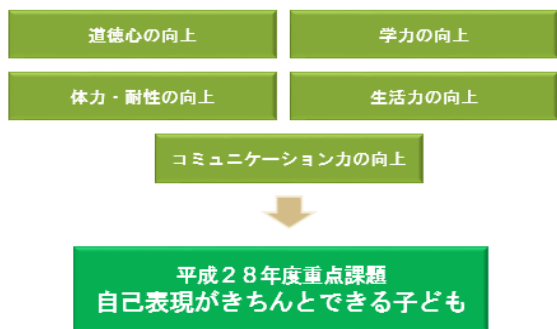 道徳心の向上
学力の向上
体力・耐性の向上
生活力の向上
コミュニケーション力の向上
平成２８年度重点課題
自己表現がきちんとできる子ども